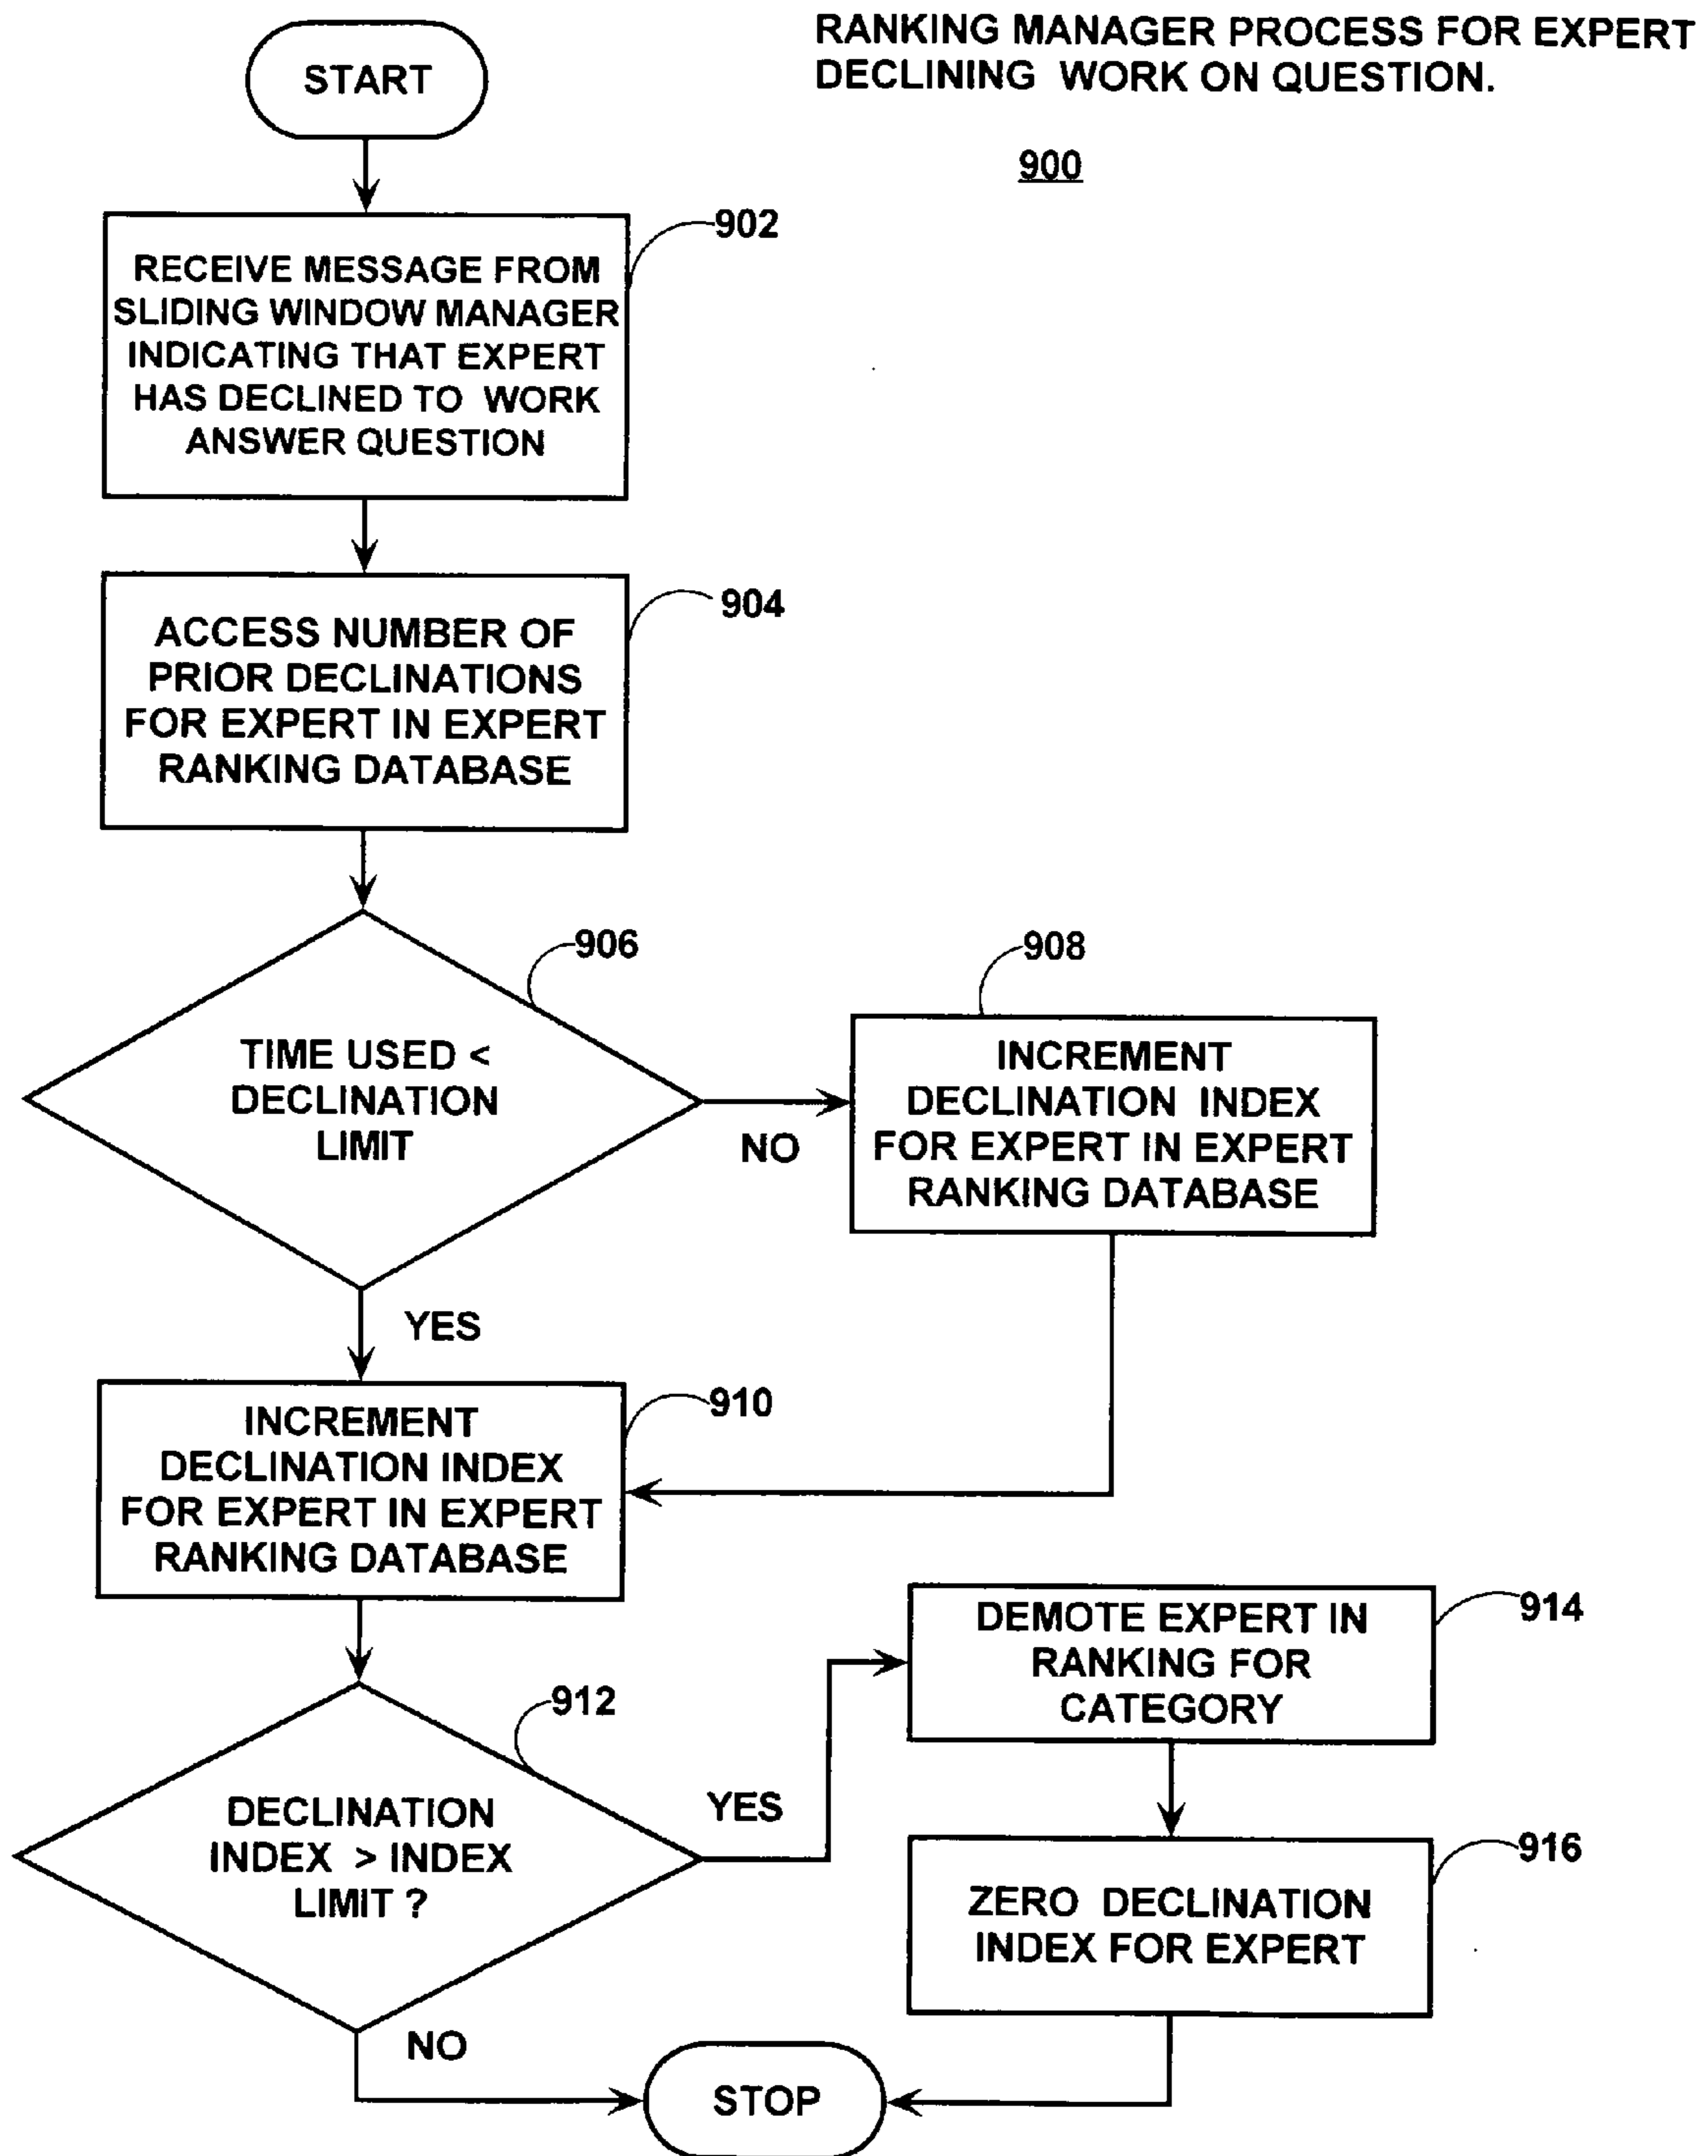 RANKING MANAGER PROCESS FOR EXPERT
DECLINING WORK ON QUESTION.
900
START
902
RECEIVE MESSAGE FROM
SLIDING WINDOW MANAGER
INDICATING THAT EXPERT
HAS DECLINED TO WORK
ANSWER QUESTION
904
ACCESS NUMBER OF
PRIOR DECLINATIONS
FOR EXPERT IN EXPERT
RANKING DATABASE
906
TIME USED <
DECLINATION
LIMIT
NO
908
INCREMENT
DECLINATION INDEX
FOR EXPERT IN EXPERT
RANKING DATABASE
YES
910
INCREMENT
DECLINATION INDEX
FOR EXPERT IN EXPERT
RANKING DATABASE
912
DECLINATION
INDEX > INDEX
LIMIT ?
YES
914
DEMOTE EXPERT IN
RANKING FOR
CATEGORY
916
ZERO DECLINATION
INDEX FOR EXPERT
NO
STOP